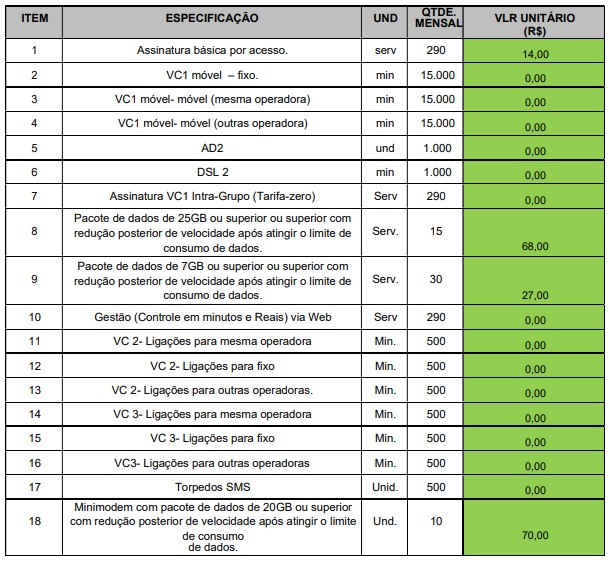 ITEM ESPECIFICAÇÃO UND QTDE. MENSAL VLR UNITÁRIO (R$)
1 Assinatura básica por acesso. serv 290 14,00
2 VC1 móvel – fixo. min 15.000 0,00
3 VC1 móvel- móvel (mesma operadora) min 15.000 0,00
4 VC1 móvel- móvel (outras operadora) min 15.000 0,00
5 AD2 und 1.000 0,00
6 DSL 2 min 1.000 0,00
7 Assinatura VC1 Intra-Grupo (Tarifa-zero) Serv 290 0,00
Pacote de dados de 25GB ou superior ou superior com
8 redução posterior de velocidade após atingir o limite de Serv. 15
consumo de dados. 68,00
Pacote de dados de 7GB ou superior ou superior com
9 redução posterior de velocidade após atingir o limite de Serv. 30
consumo de dados. 27,00
10 Gestão (Controle em minutos e Reais) via Web Serv 290 0,00
11 VC 2- Ligações para mesma operadora Min. 500 0,00
12 VC 2- Ligações para fixo Min. 500 0,00
13 VC 2- Ligações para outras operadoras. Min. 500 0,00
14 VC 3- Ligações para mesma operadora Min. 500 0,00
15 VC 3- Ligações para fixo Min. 500 0,00
16 VC3- Ligações para outras operadoras Min. 500 0,00
17 Torpedos SMS Unid. 500 0,00
Minimodem com pacote de dados de 20GB ou superior
18 com redução posterior de velocidade após atingir o limite Und. 10
de consumo 70,00
de dados.